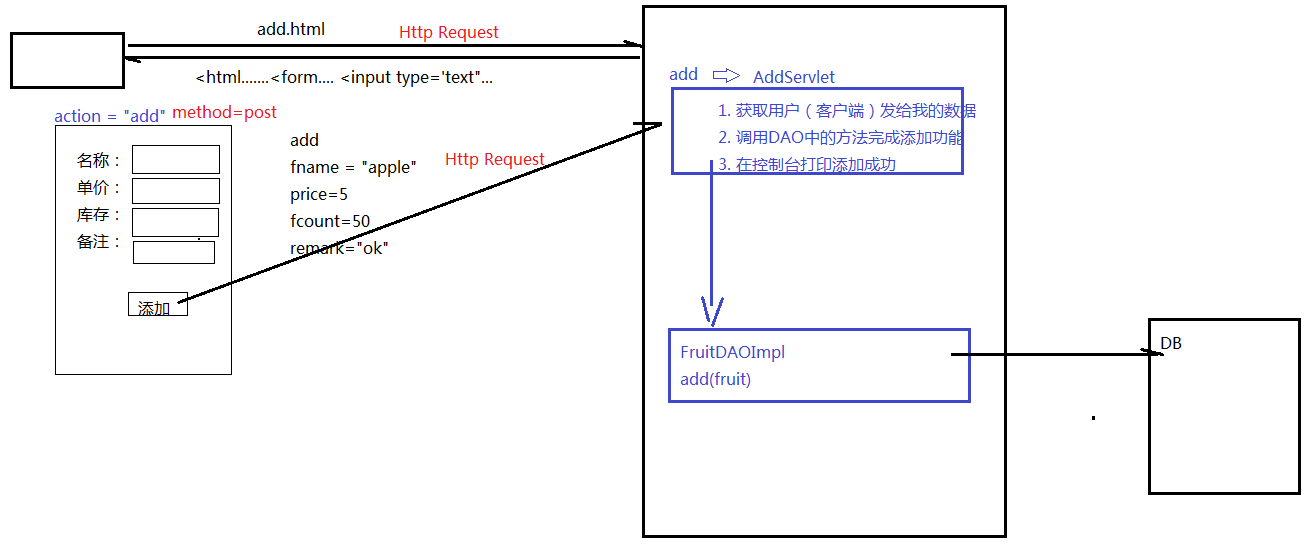 add.html
Http Request
<html.......<form.... <input type='text"...
action = "add"
method=post
名称：
单价：
库存：
备注：
添加
add
fname = "apple"
price=5
fcount=50
remark="ok"
Http Request
add
AddServlet
1. 获取用户（客户端）发给我的数据
2. 调用DAO中的方法完成添加功能
3. 在控制台打印添加成功
FruitDAOImpl
add(fruit)
DB